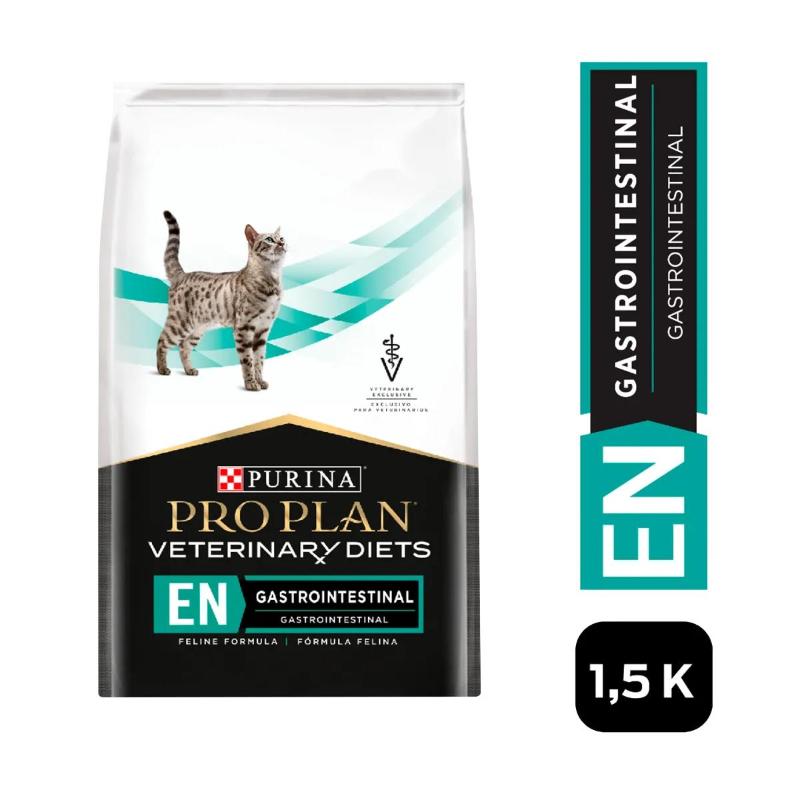 VETERINARY
EXCLUSIVE
EXCLUSIVO
PARA VETERINARIOS
PURINA
PRO PLAN
VETERINARY DIETS
EN
GASTROINTESTINAL
GASTROINTESTINAL
FELINE FORMULA | FÓRMULA FELINA
EN
GASTROINTESTINAL
GASTROINTESTINAL
1,5 K